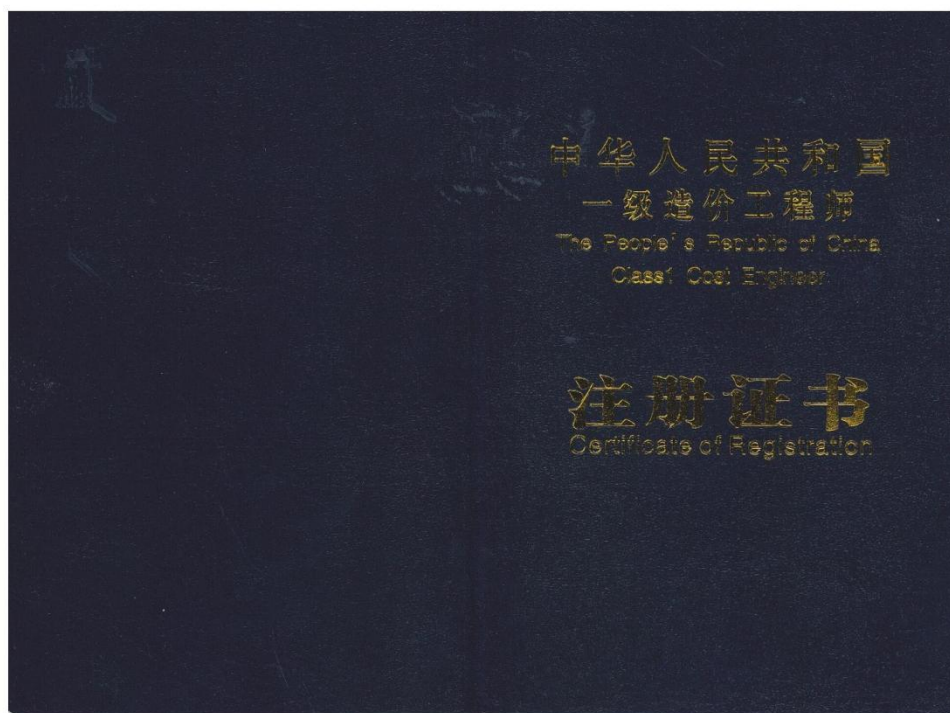 中华人民共和国
一级造价工程师
The People's Republic of China
Class1 Cost Engineer
注册证书
Certificate of Registration